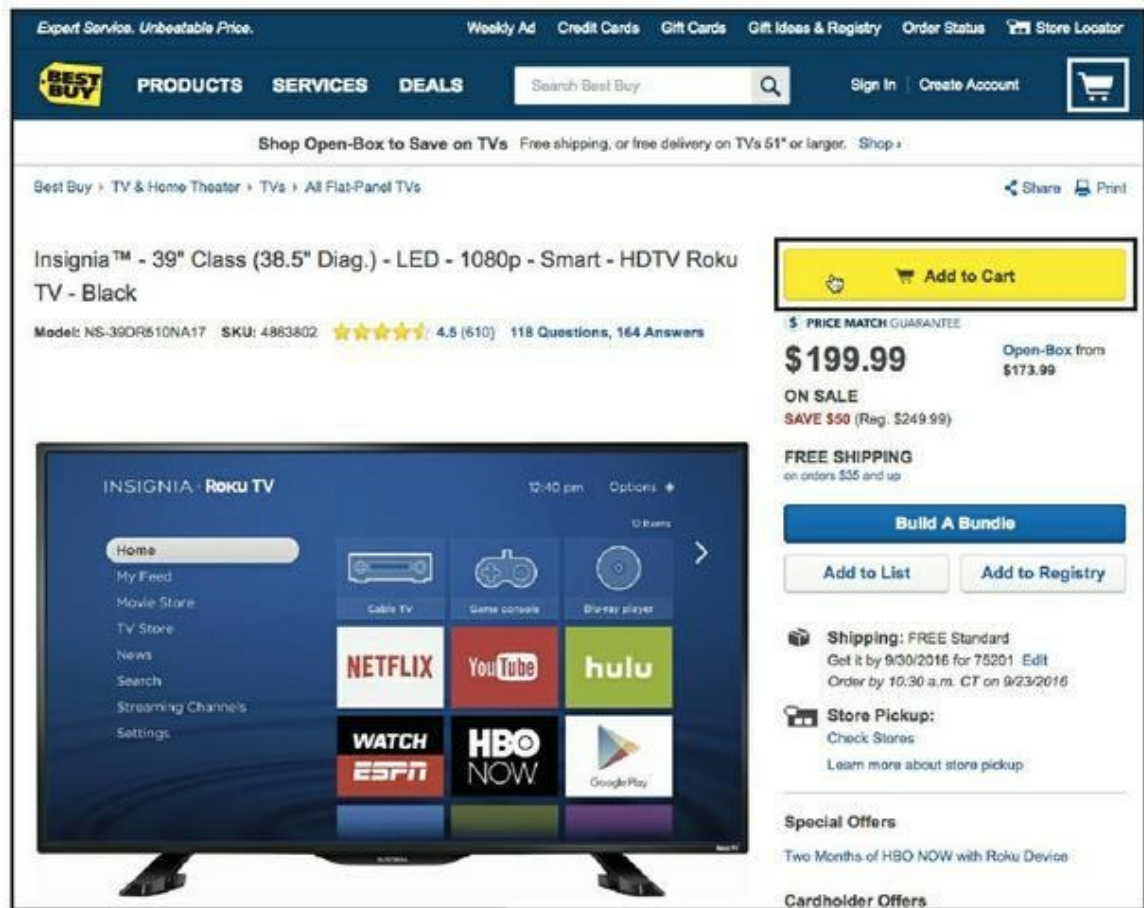 Expert Service. Unbeatable Price.
Weekly Ad Credit Cards Gift Cards Gift Ideas & Registry Order Status Store Locator
BEST BUY
PRODUCTS SERVICES DEALS Search Best Buy Sign In Create Account
Shop Open-Box to Save on TVs Free shipping, or free delivery on TVs 51" or larger. Shop ›
Best Buy › TV & Home Theater › TVs › All Flat-Panel TVs
Share Print
Insignia™ - 39" Class (38.5" Diag.) - LED - 1080p - Smart - HDTV Roku
TV - Black
Model: NS-39DR510NA17 SKU: 4863802 4.5 (610) 118 Questions, 164 Answers
INSIGNIA · ROKU TV 12:40 pm Options
12 Items
Home
My Feed
Movie Store
TV Store
News
Search
Streaming Channels
Settings
Cable TV Game console Blu-ray player
NETFLIX YouTube hulu
WATCH
ESPN
HBO
NOW
Google Play
INSIGNIA
Roku TV
Add to Cart
$ PRICE MATCH GUARANTEE
$199.99
Open-Box from
$173.99
ON SALE
SAVE $50 (Reg. $249.99)
FREE SHIPPING
on orders $35 and up
Build A Bundle
Add to List Add to Registry
Shipping: FREE Standard
Get it by 9/30/2016 for 75201 Edit
Order by 10:30 a.m. CT on 9/23/2016
Store Pickup:
Check Stores
Learn more about store pickup
Special Offers
Two Months of HBO NOW with Roku Device
Cardholder Offers